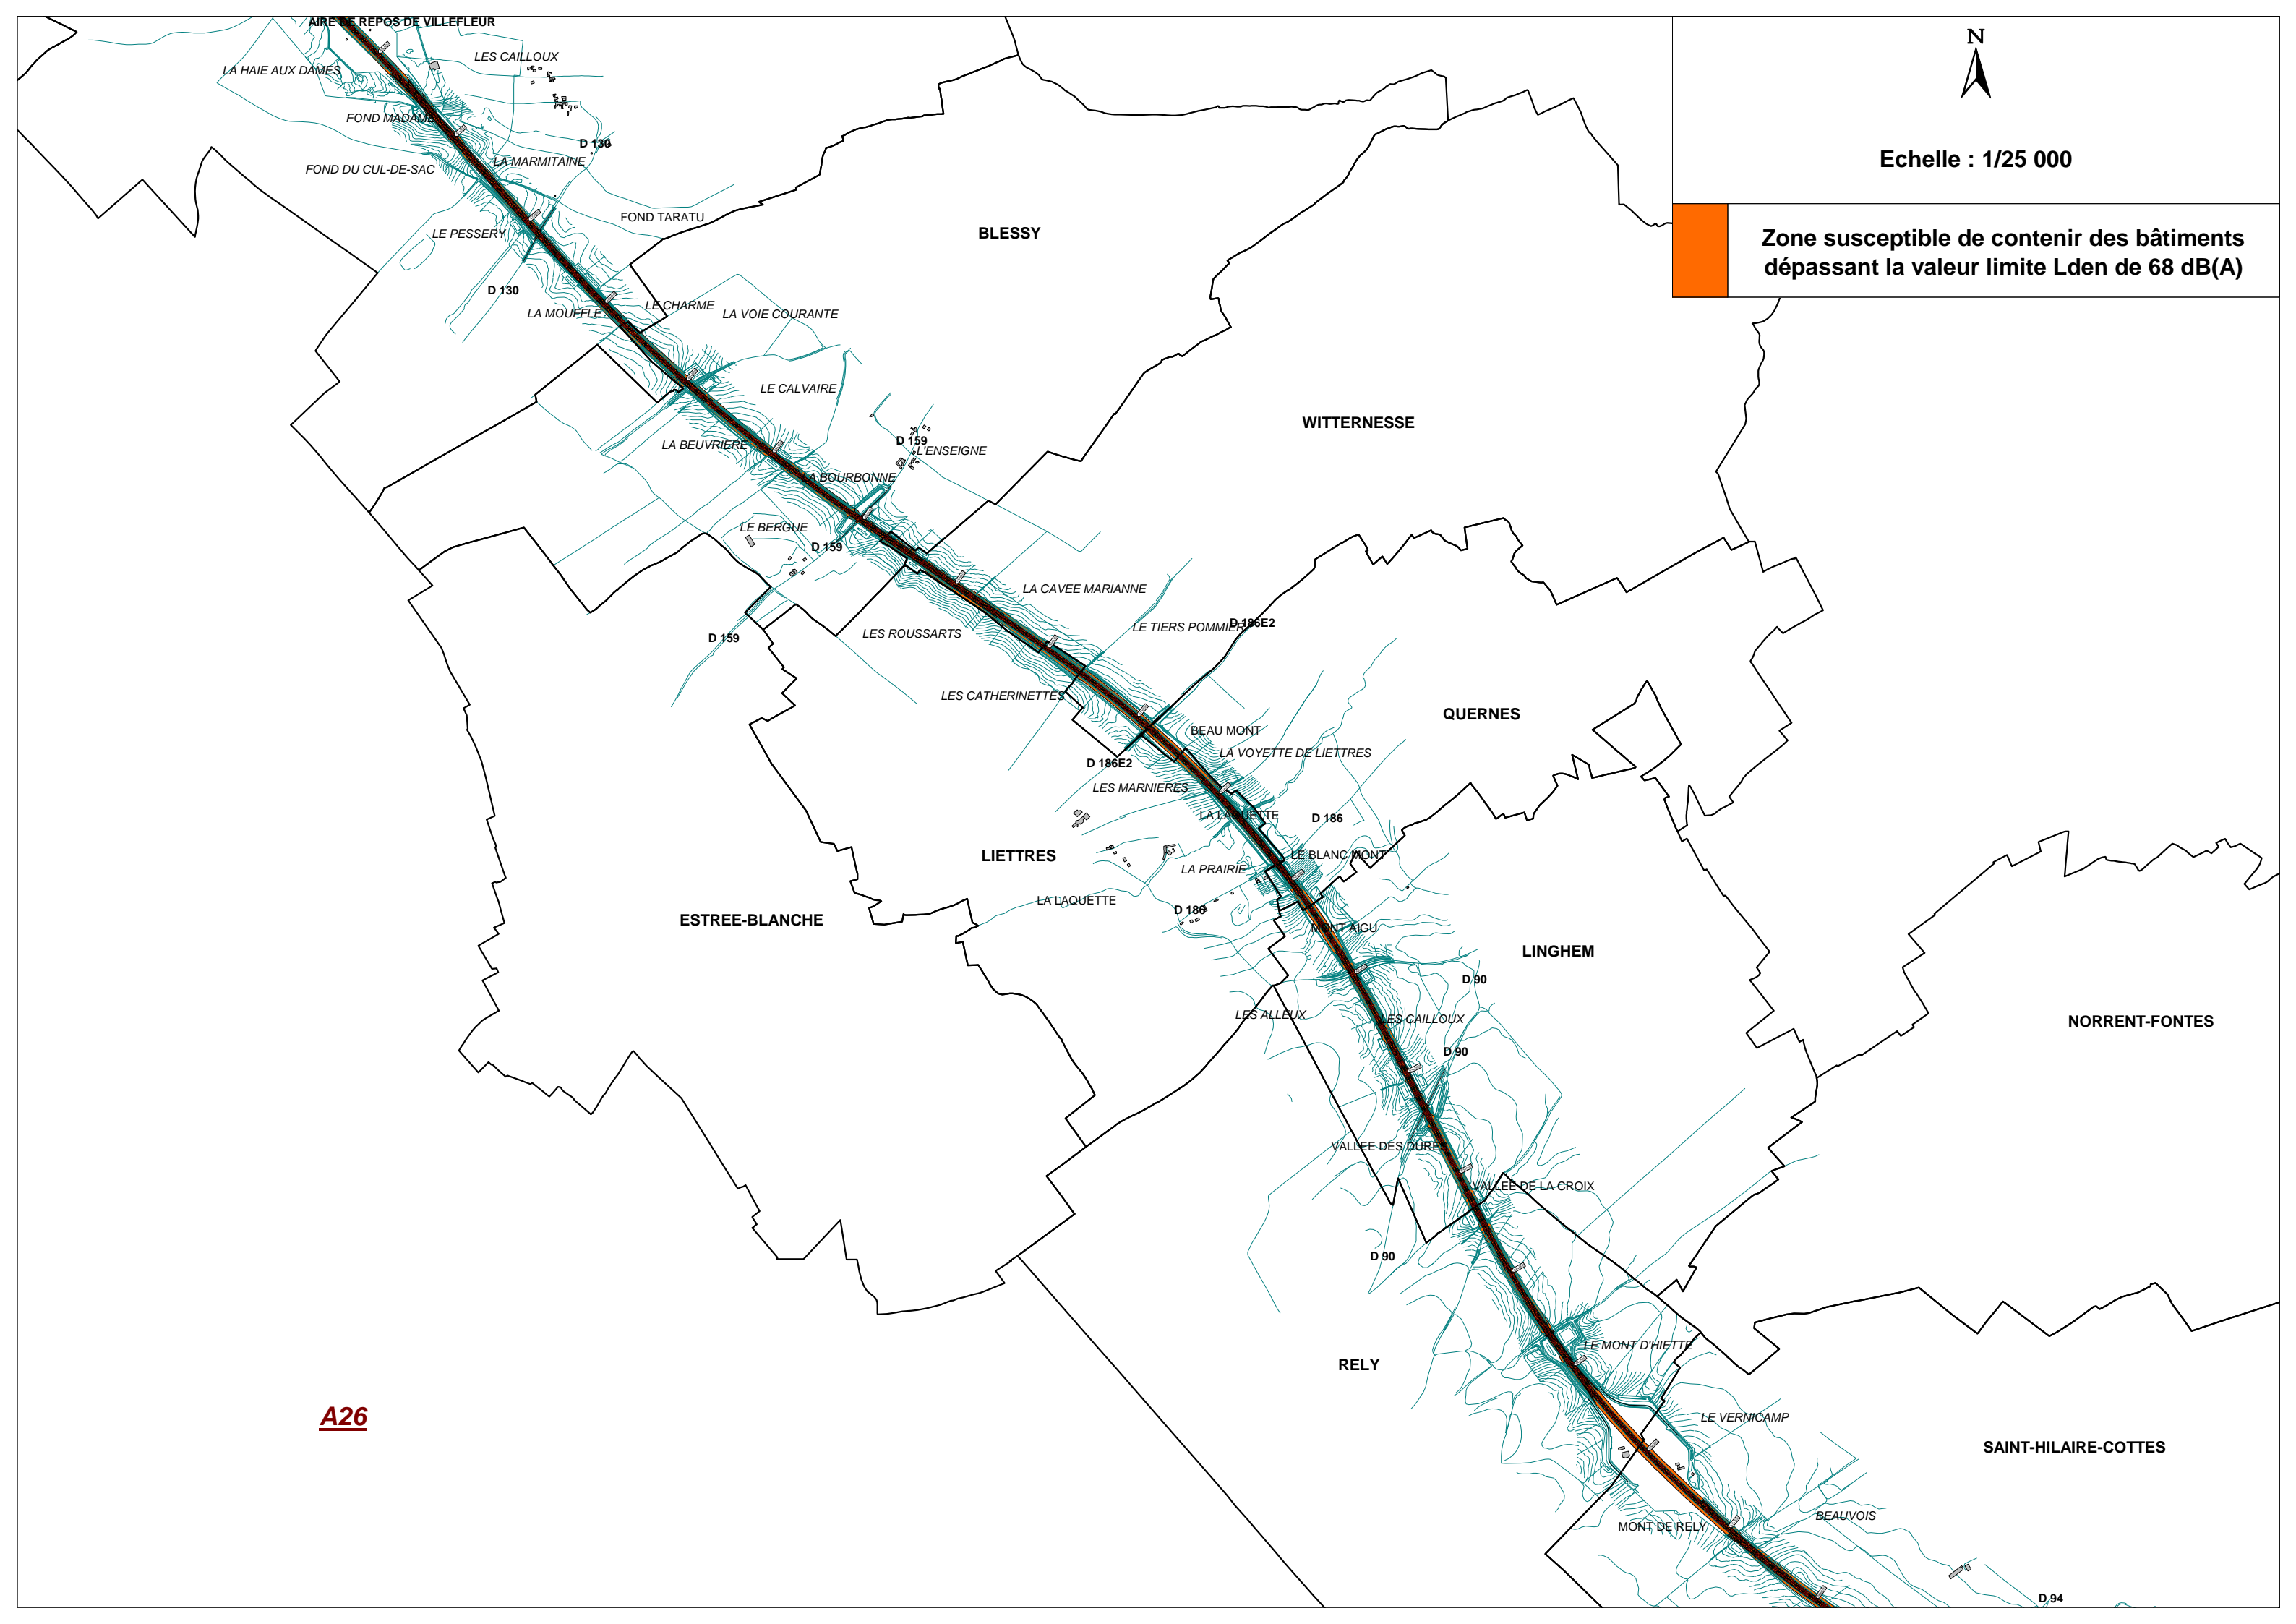 AIRE DE REPOS DE VILLEFLEUR
LES CAILLOUX
LA HAIE AUX DAMES
FOND MADAME
D 130
LA MARMITAINE
FOND DU CUL-DE-SAC
FOND TARATU
LE PESSERY
BLESSY
D 130
LE CHARME
LA MOUFFLE
LA VOIE COURANTE
N
Echelle : 1/25 000
Zone susceptible de contenir des bâtiments
dépassant la valeur limite Lden de 68 dB(A)
LE CALVAIRE
WITTERNESSE
LA BEUVRIERE
D 159
L'ENSEIGNE
LA BOURBONNE
LE BERGUE
D 159
LA CAVEE MARIANNE
D 159
LES ROUSSARTS
LE TIERS POMMIER
D 186E2
LES CATHERINETTES
QUERNES
BEAU MONT
LA VOYETTE DE LIETTRES
D 186E2
LES MARNIERES
LA LAQUETTE
D 186
LIETTRES
LE BLANC MONT
LA PRAIRIE
LA LAQUETTE
D 186
ESTREE-BLANCHE
MONT AIGU
LINGHEM
D 90
LES ALLEUX
LES CAILLOUX
NORRENT-FONTES
D 90
VALLEE DES DURES
VALLEE DE LA CROIX
D 90
LE MONT D'HIETTE
RELY
A26
LE VERNICAMP
SAINT-HILAIRE-COTTES
BEAUVOIS
MONT DE RELY
D 94